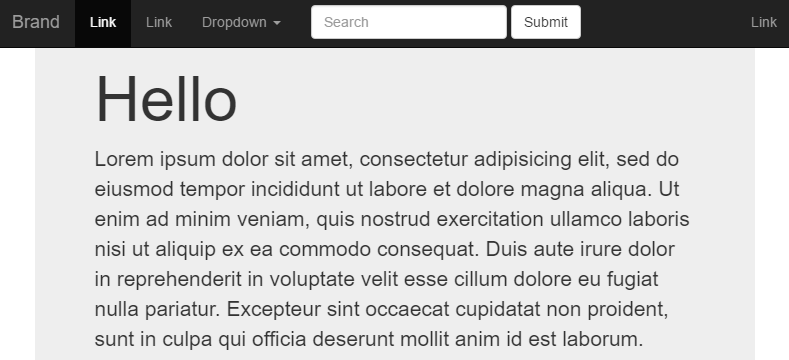 Brand Link Link Dropdown Search Submit Link
Hello
Lorem ipsum dolor sit amet, consectetur adipisicing elit, sed do
eiusmod tempor incididunt ut labore et dolore magna aliqua. Ut
enim ad minim veniam, quis nostrud exercitation ullamco laboris
nisi ut aliquip ex ea commodo consequat. Duis aute irure dolor
in reprehenderit in voluptate velit esse cillum dolore eu fugiat
nulla pariatur. Excepteur sint occaecat cupidatat non proident,
sunt in culpa qui officia deserunt mollit anim id est laborum.